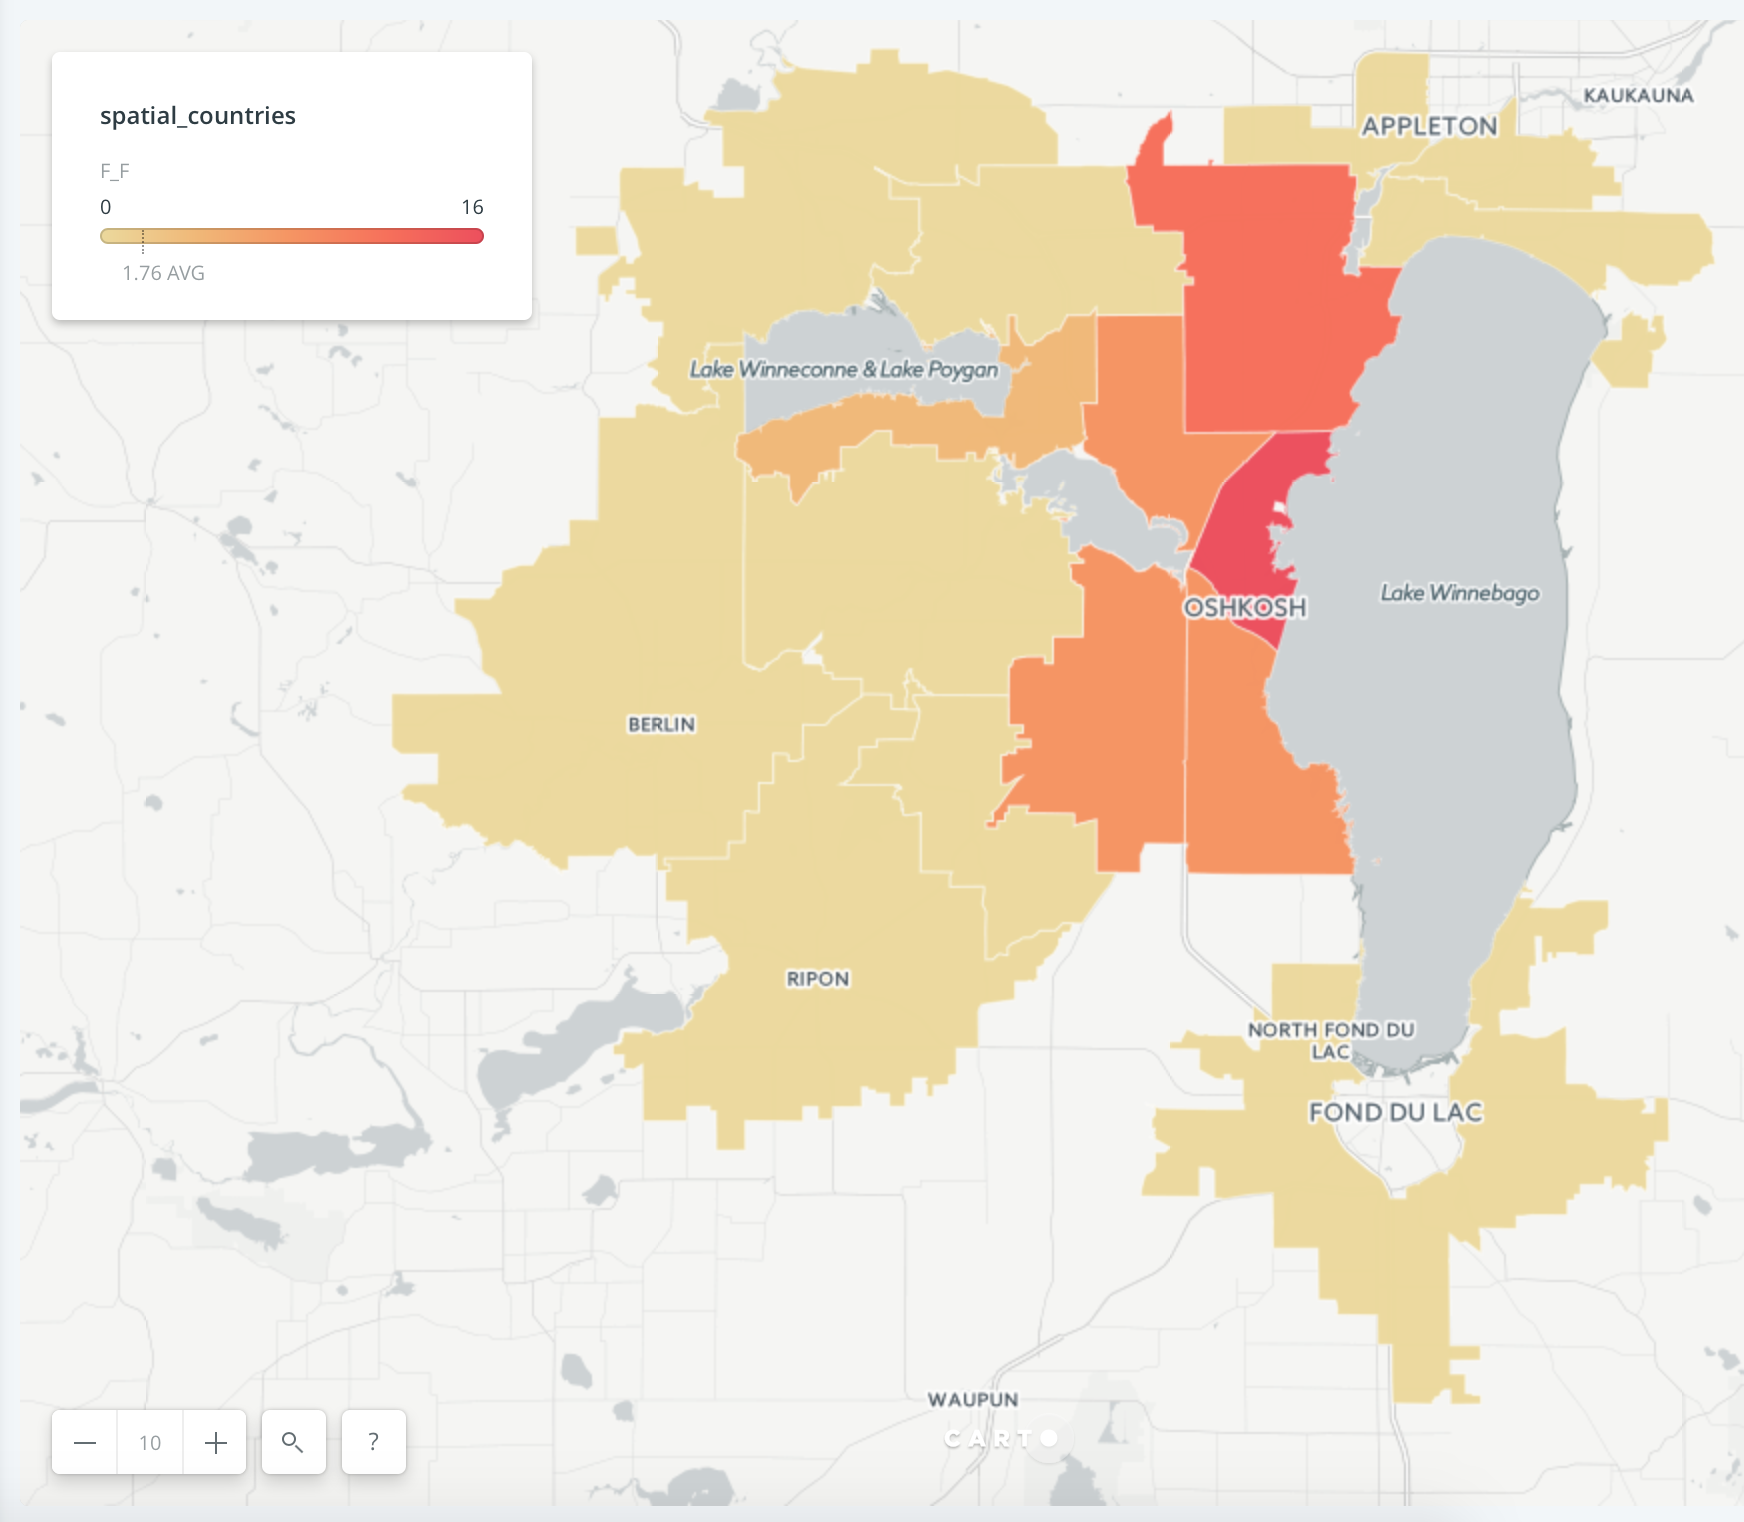 spatial_countries
F_F
0 16
1.76 AVG
KAUKAUNA
APPLETON
Lake Winneconne & Lake Poygan
Lake Winnebago
OSHKOSH
BERLIN
RIPON
NORTH FOND DU
LAC
FOND DU LAC
WAUPUN
CARTO
10
?